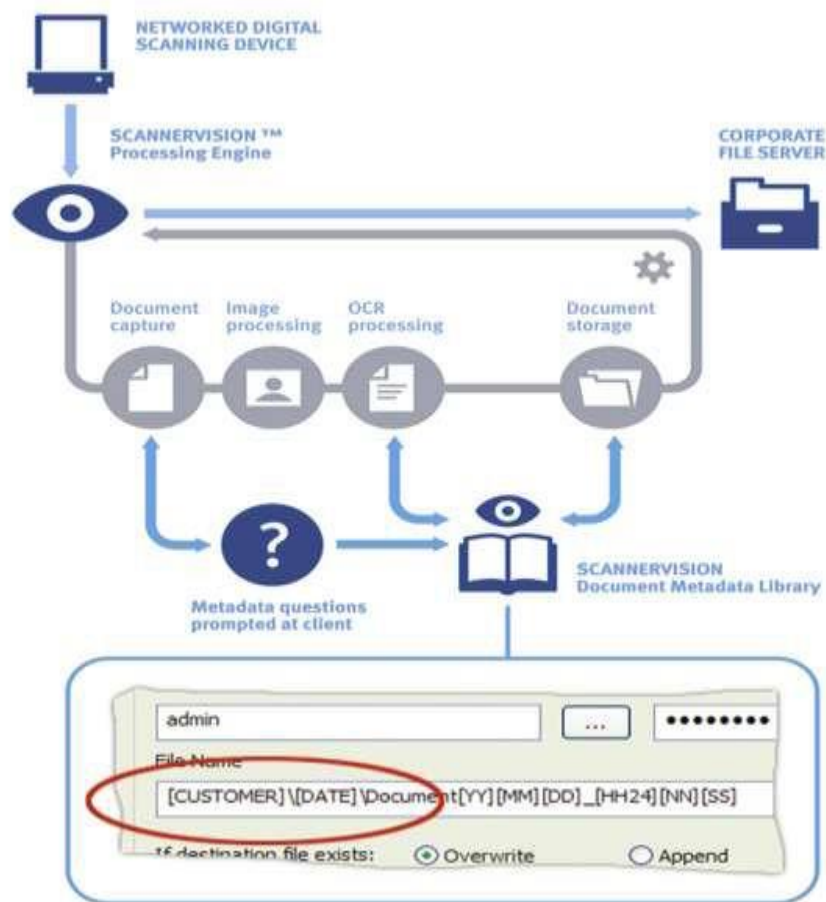 NETWORKED DIGITAL
SCANNING DEVICE
SCANNERVISION ™
Processing Engine
CORPORATE
FILE SERVER
Document
capture
Image
processing
OCR
processing
Document
storage
?
SCANNERVISION
Document Metadata Library
Metadata questions
prompted at client
admin
...
••••••••
File Name
[CUSTOMER]\[DATE]\Document[YY][MM][DD]_[HH24][NN][SS]
If destination file exists:
Overwrite
Append